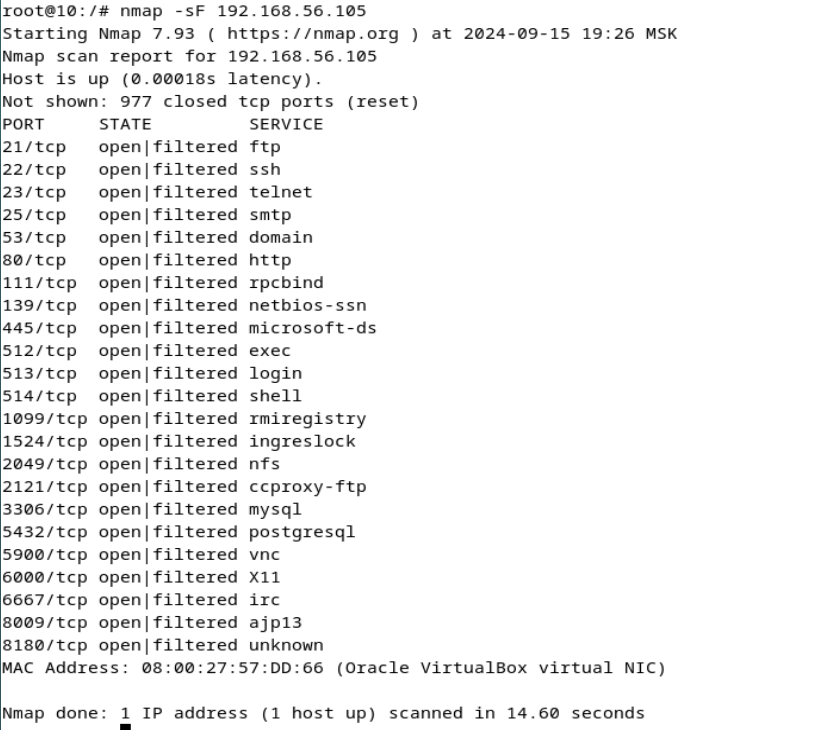 root@10:/# nmap -sF 192.168.56.105
Starting Nmap 7.93 ( https://nmap.org ) at 2024-09-15 19:26 MSK
Nmap scan report for 192.168.56.105
Host is up (0.00018s latency).
Not shown: 977 closed tcp ports (reset)
PORT     STATE         SERVICE
21/tcp   open|filtered ftp
22/tcp   open|filtered ssh
23/tcp   open|filtered telnet
25/tcp   open|filtered smtp
53/tcp   open|filtered domain
80/tcp   open|filtered http
111/tcp  open|filtered rpcbind
139/tcp  open|filtered netbios-ssn
445/tcp  open|filtered microsoft-ds
512/tcp  open|filtered exec
513/tcp  open|filtered login
514/tcp  open|filtered shell
1099/tcp open|filtered rmiregistry
1524/tcp open|filtered ingreslock
2049/tcp open|filtered nfs
2121/tcp open|filtered ccproxy-ftp
3306/tcp open|filtered mysql
5432/tcp open|filtered postgresql
5900/tcp open|filtered vnc
6000/tcp open|filtered X11
6667/tcp open|filtered irc
8009/tcp open|filtered ajp13
8180/tcp open|filtered unknown
MAC Address: 08:00:27:57:DD:66 (Oracle VirtualBox virtual NIC)
Nmap done: 1 IP address (1 host up) scanned in 14.60 seconds